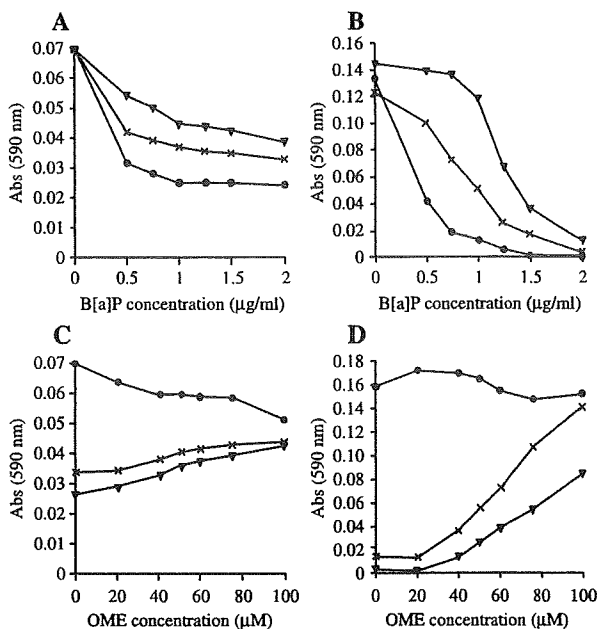 A
0.07
0.06
0.05
0.04
0.03
0.02
0.01
0
Abs (590 nm)
0 0.5 1 1.5 2
B[a]P concentration (µg/ml)
B
0.16
0.14
0.12
0.10
0.08
0.06
0.04
0.02
0
Abs (590 nm)
0 0.5 1 1.5 2
B[a]P concentration (µg/ml)
C
0.07
0.06
0.05
0.04
0.03
0.02
0.01
0
Abs (590 nm)
0 20 40 60 80 100
OME concentration (µM)
D
0.18
0.16
0.14
0.12
0.10
0.08
0.06
0.04
0.02
0
Abs (590 nm)
0 20 40 60 80 100
OME concentration (µM)